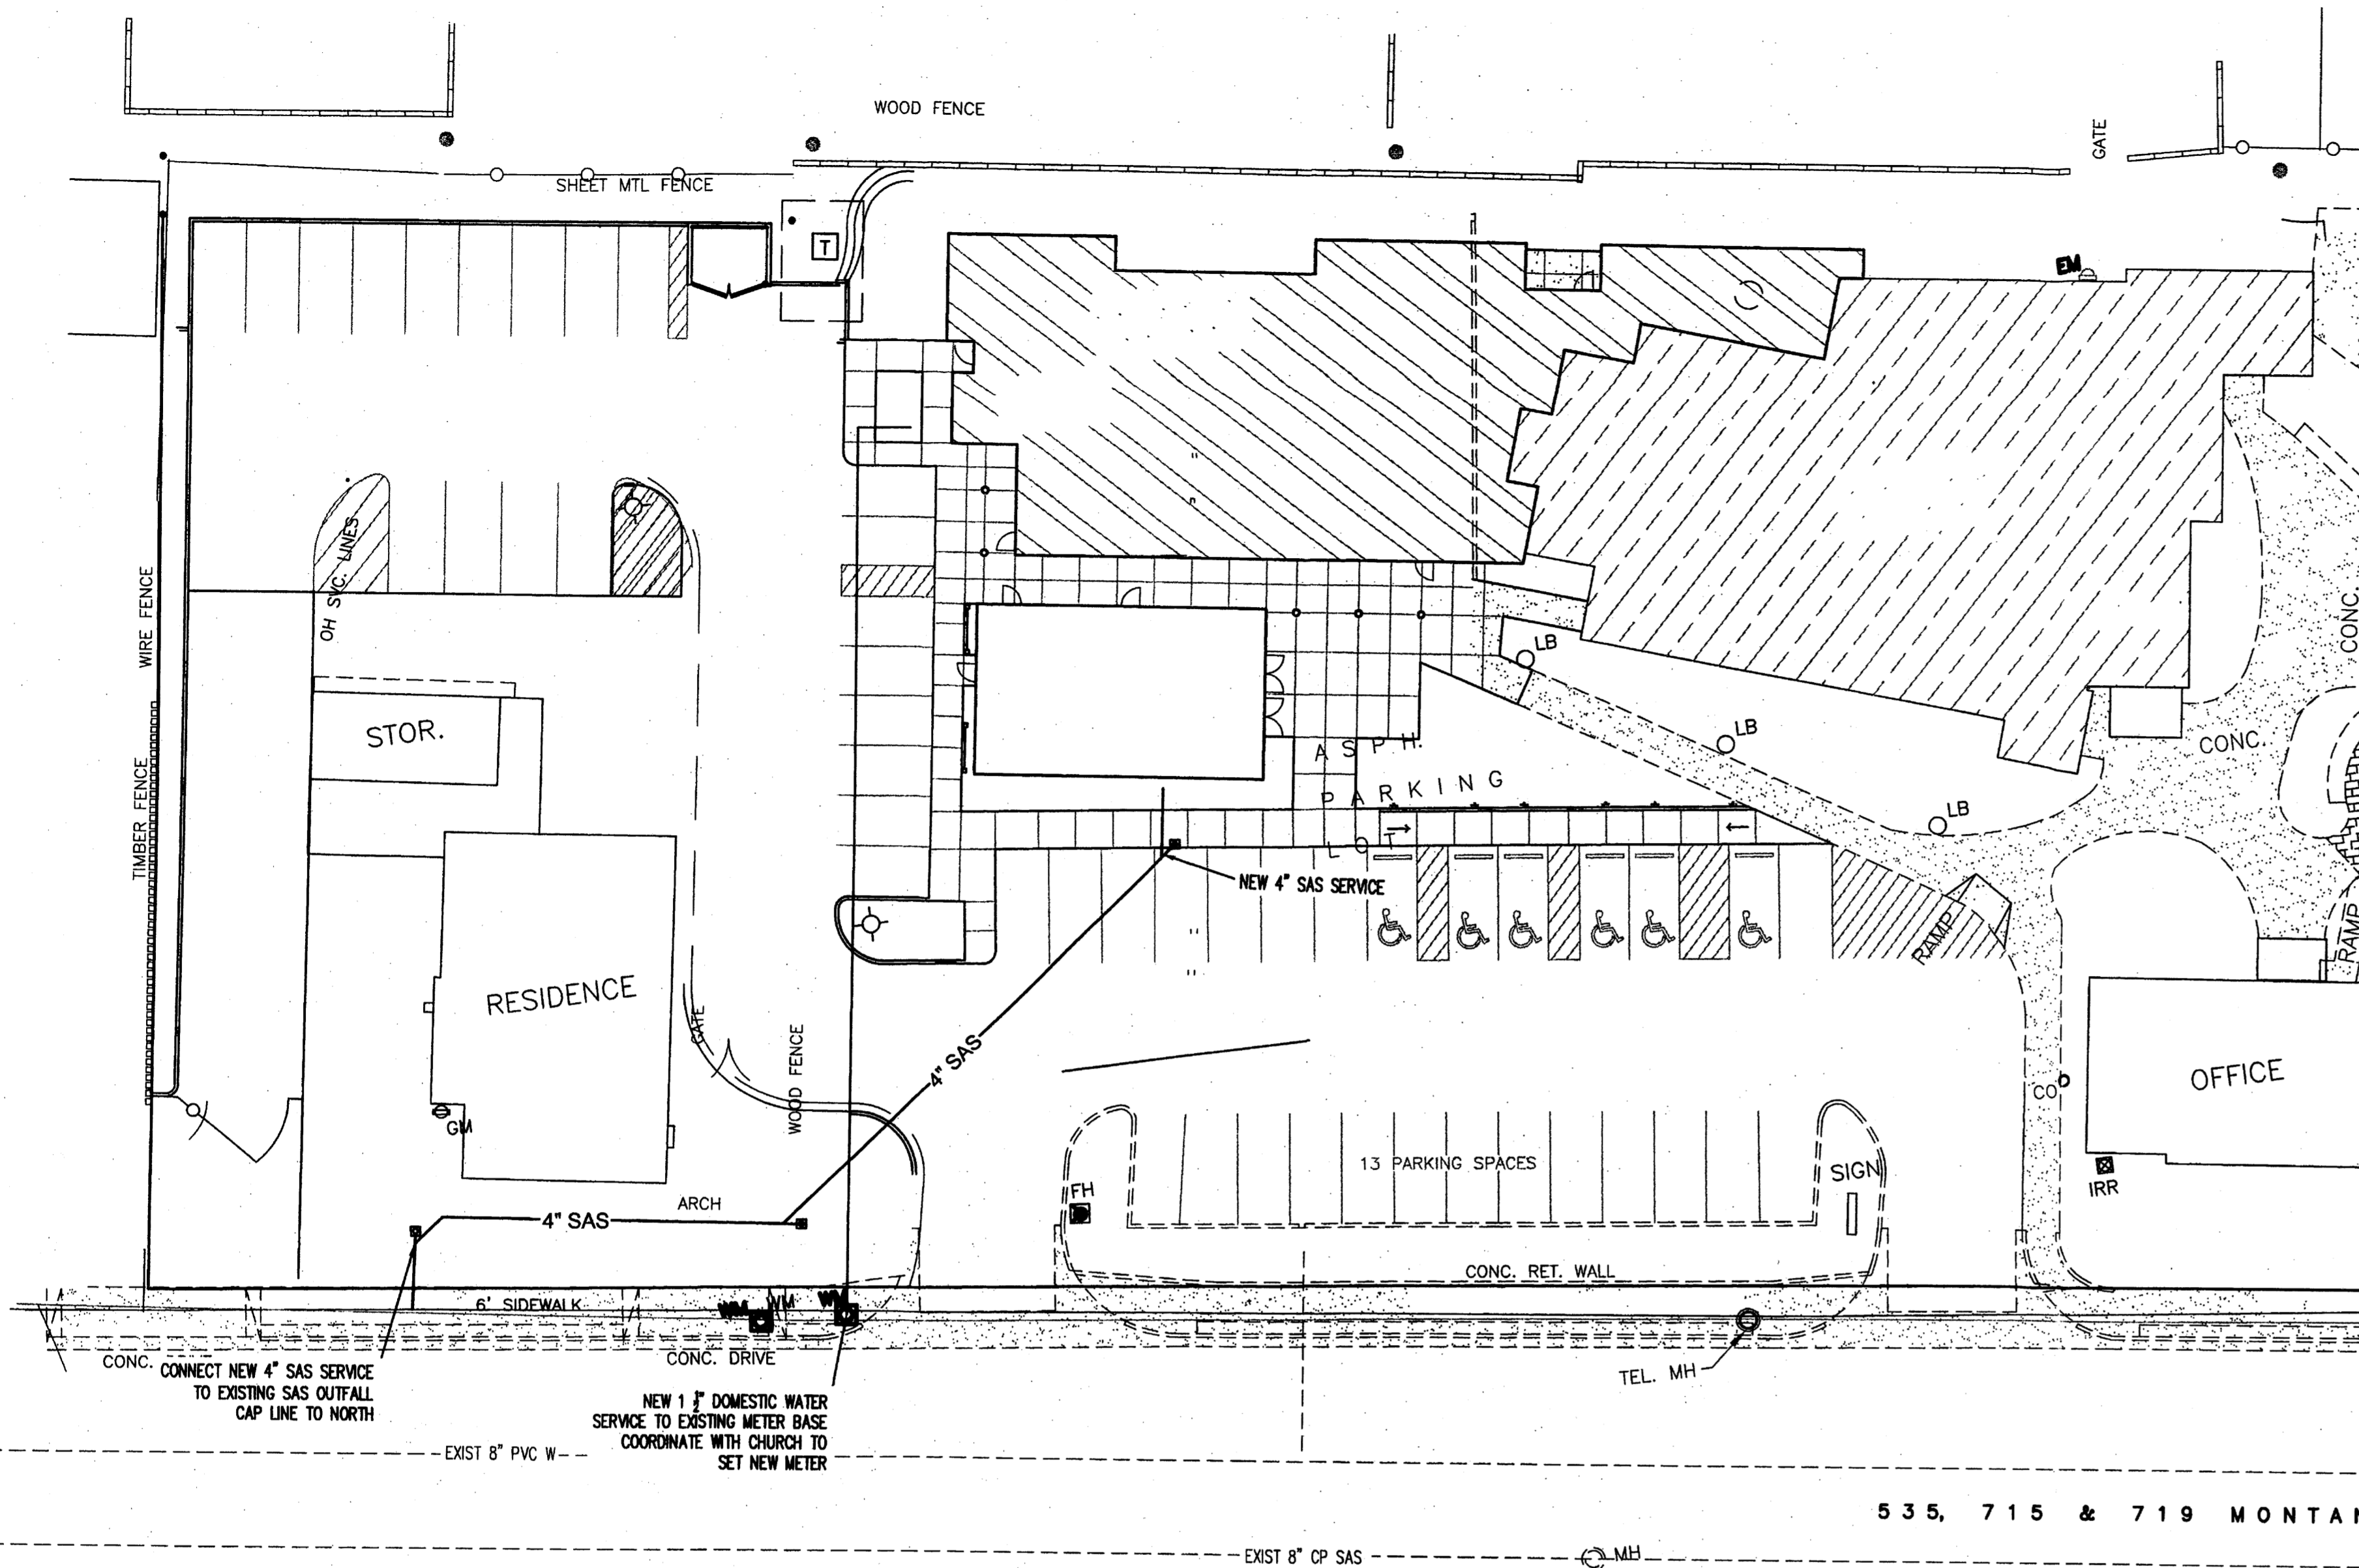 WOOD FENCE
GATE
SHEET MTL FENCE
T
EM
OH SVC. LINES
WIRE FENCE
TIMBER FENCE
STOR.
LB
LB
LB
CONC.
CONC.
ASPH.
PARKING
LOT
NEW 4" SAS SERVICE
RAMP
RAMP
RESIDENCE
GATE
WOOD FENCE
4" SAS
OFFICE
CO
GM
13 PARKING SPACES
SIGN
FH
IRR
ARCH
4" SAS
CONC. RET. WALL
6' SIDEWALK
WM
WM
WM
CONC.
CONC. DRIVE
TEL. MH
CONNECT NEW 4" SAS SERVICE
TO EXISTING SAS OUTFALL
CAP LINE TO NORTH
NEW 1 1/2" DOMESTIC WATER
SERVICE TO EXISTING METER BASE
COORDINATE WITH CHURCH TO
SET NEW METER
EXIST 8" PVC W
535, 715 & 719 MONTAN
EXIST 8" CP SAS
MH